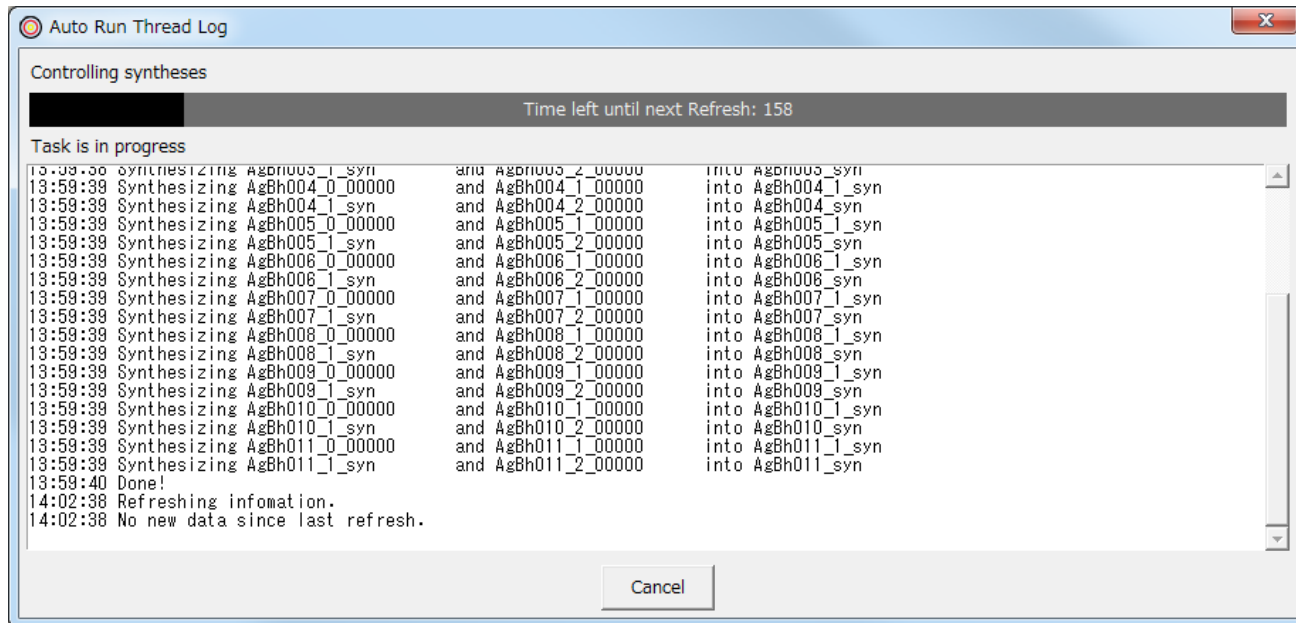 Auto Run Thread Log
Controlling syntheses
Time left until next Refresh: 158
Task is in progress
13:59:38 Synthesizing AgBh003_1_syn and AgBh003_2_00000 into AgBh003_syn
13:59:39 Synthesizing AgBh004_0_00000 and AgBh004_1_00000 into AgBh004_1_syn
13:59:39 Synthesizing AgBh004_1_syn and AgBh004_2_00000 into AgBh004_syn
13:59:39 Synthesizing AgBh005_0_00000 and AgBh005_1_00000 into AgBh005_1_syn
13:59:39 Synthesizing AgBh005_1_syn and AgBh005_2_00000 into AgBh005_syn
13:59:39 Synthesizing AgBh006_0_00000 and AgBh006_1_00000 into AgBh006_1_syn
13:59:39 Synthesizing AgBh006_1_syn and AgBh006_2_00000 into AgBh006_syn
13:59:39 Synthesizing AgBh007_0_00000 and AgBh007_1_00000 into AgBh007_1_syn
13:59:39 Synthesizing AgBh007_1_syn and AgBh007_2_00000 into AgBh007_syn
13:59:39 Synthesizing AgBh008_0_00000 and AgBh008_1_00000 into AgBh008_1_syn
13:59:39 Synthesizing AgBh008_1_syn and AgBh008_2_00000 into AgBh008_syn
13:59:39 Synthesizing AgBh009_0_00000 and AgBh009_1_00000 into AgBh009_1_syn
13:59:39 Synthesizing AgBh009_1_syn and AgBh009_2_00000 into AgBh009_syn
13:59:39 Synthesizing AgBh010_0_00000 and AgBh010_1_00000 into AgBh010_1_syn
13:59:39 Synthesizing AgBh010_1_syn and AgBh010_2_00000 into AgBh010_syn
13:59:39 Synthesizing AgBh011_0_00000 and AgBh011_1_00000 into AgBh011_1_syn
13:59:39 Synthesizing AgBh011_1_syn and AgBh011_2_00000 into AgBh011_syn
13:59:40 Done!
14:02:38 Refreshing infomation.
14:02:38 No new data since last refresh.
Cancel